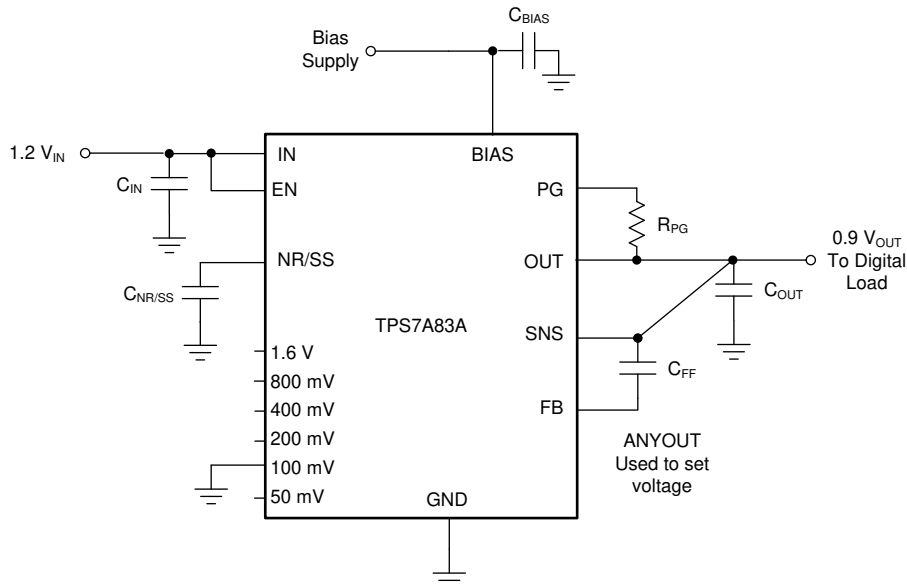 C_BIAS
Bias
Supply
1.2 V_IN
IN
BIAS
C_IN
EN
PG
R_PG
NR/SS
OUT
0.9 V_OUT
To Digital
Load
C_NR/SS
C_OUT
TPS7A83A
SNS
1.6 V
800 mV
C_FF
400 mV
FB
200 mV
ANYOUT
Used to set
voltage
100 mV
50 mV
GND